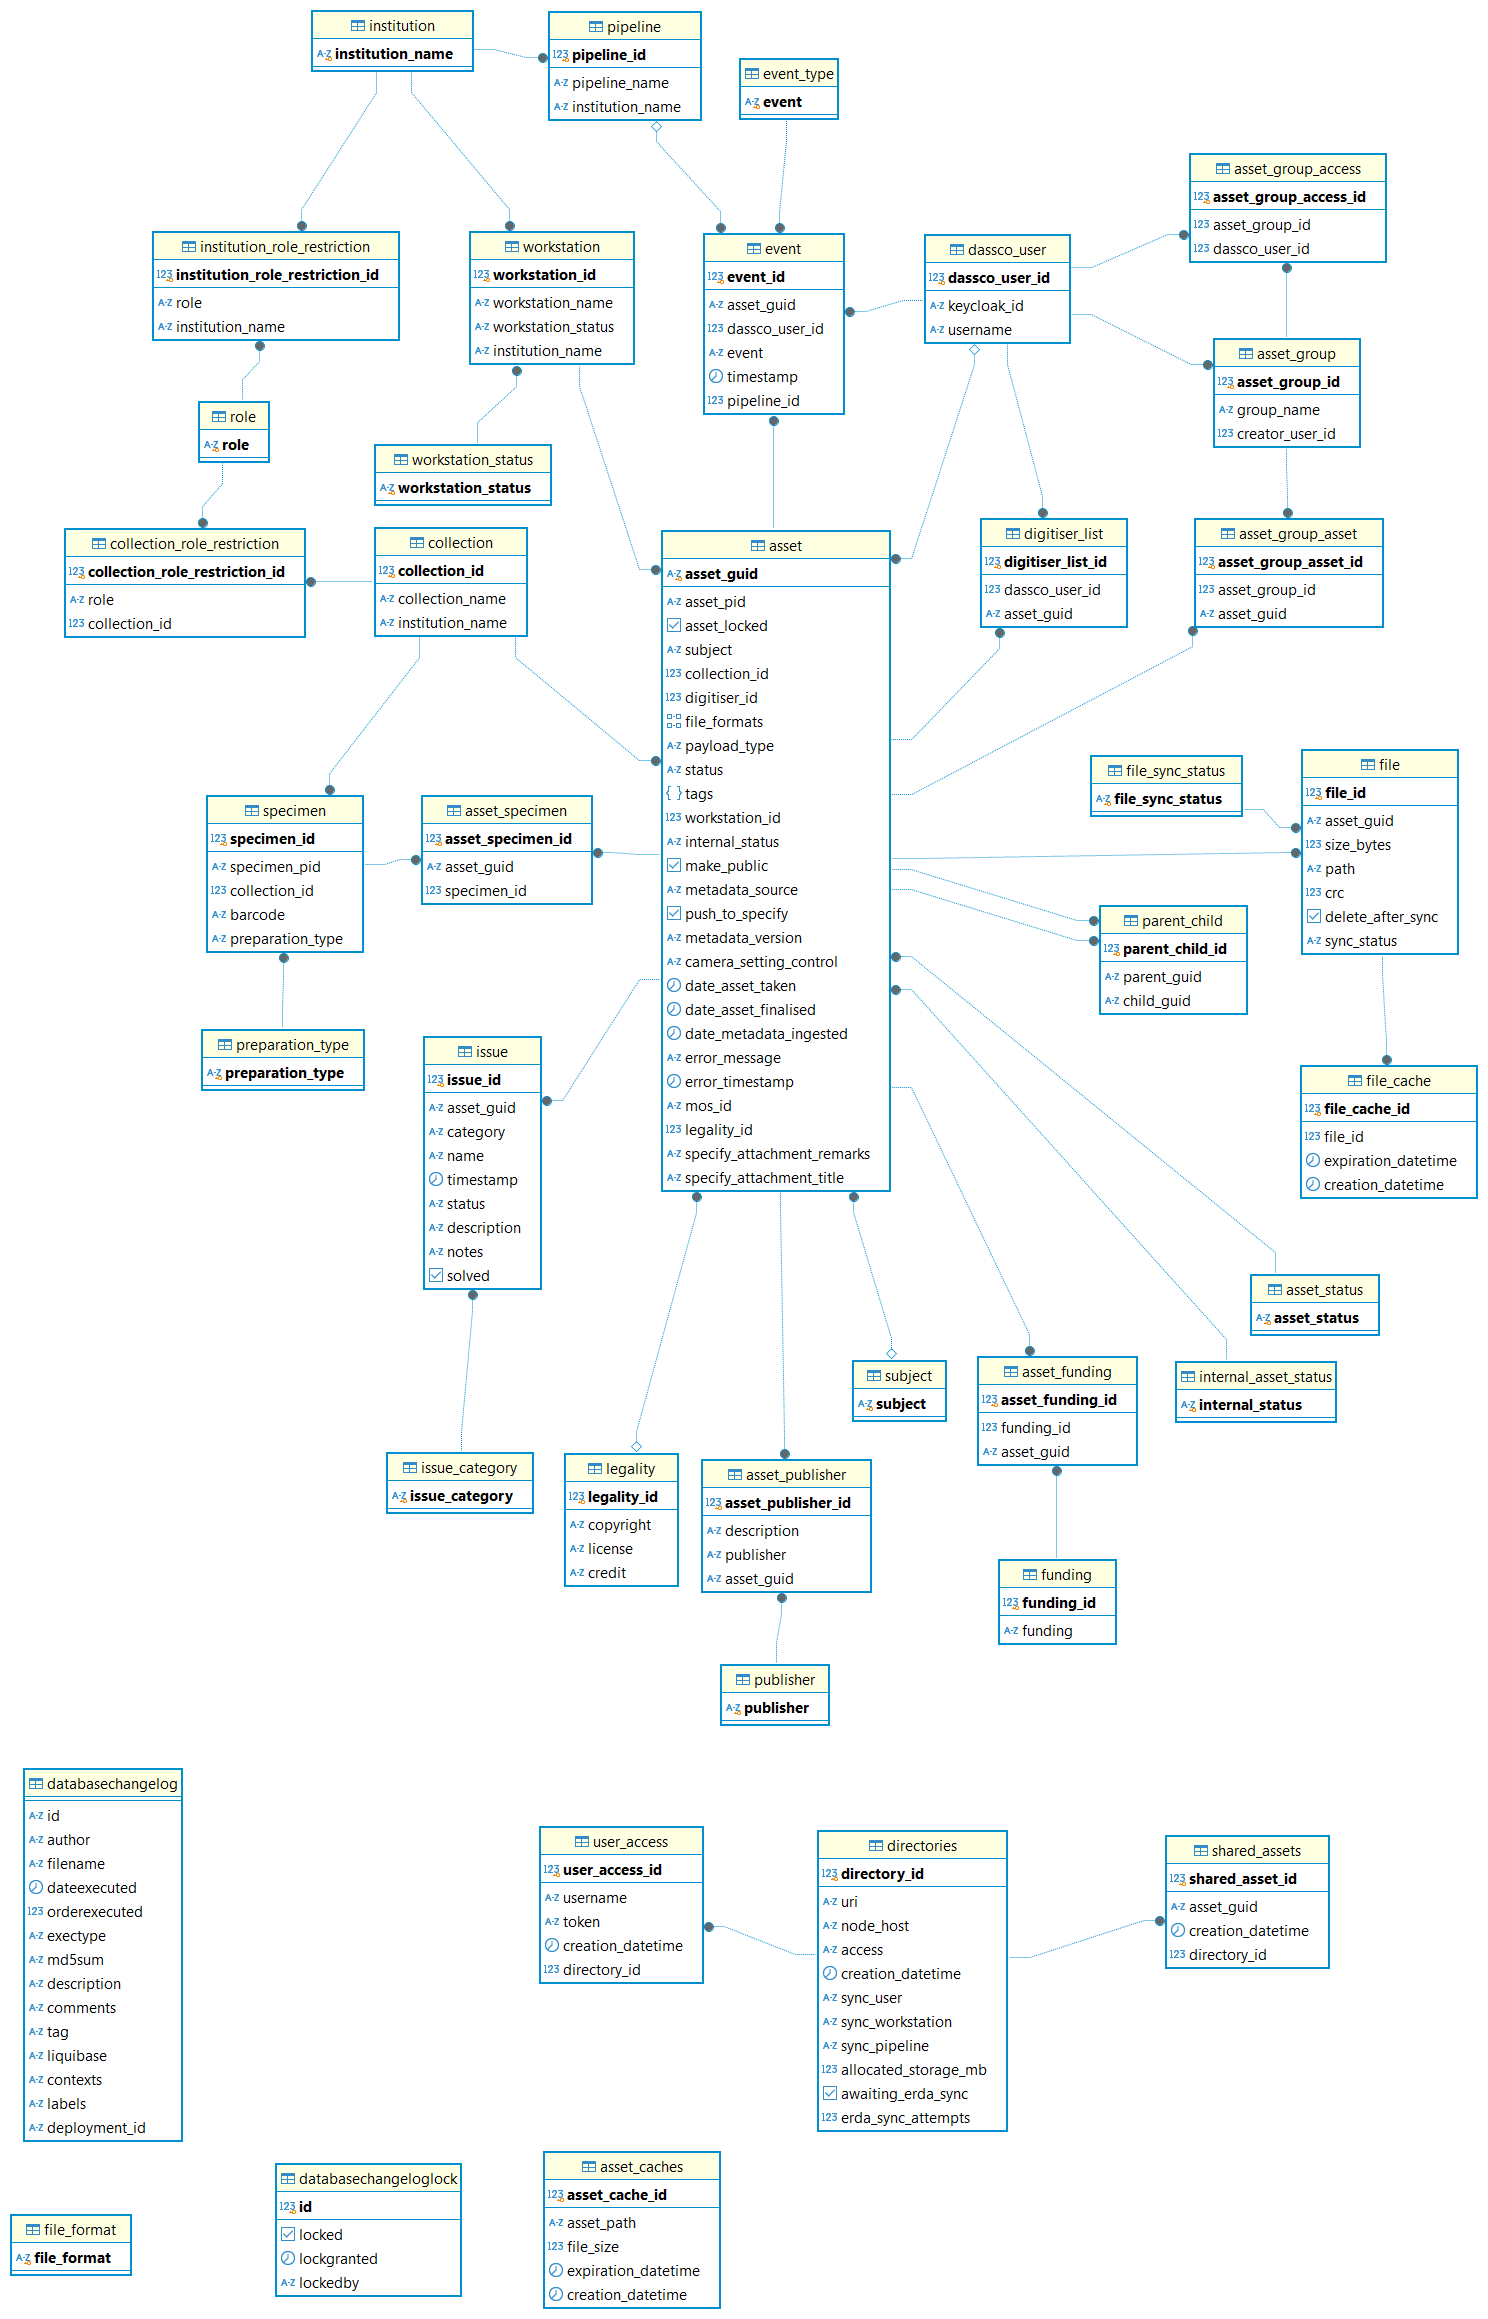 institution
institution_name
pipeline
pipeline_id
pipeline_name
institution_name
event_type
event
asset_group_access
asset_group_access_id
asset_group_id
dassco_user_id
institution_role_restriction
institution_role_restriction_id
role
institution_name
workstation
workstation_id
workstation_name
workstation_status
institution_name
event
event_id
asset_guid
dassco_user_id
event
timestamp
pipeline_id
dassco_user
dassco_user_id
keycloak_id
username
asset_group
asset_group_id
group_name
creator_user_id
role
role
workstation_status
workstation_status
collection_role_restriction
collection_role_restriction_id
role
collection_id
collection
collection_id
collection_name
institution_name
asset
asset_guid
asset_pid
asset_locked
subject
collection_id
digitiser_id
file_formats
payload_type
status
tags
workstation_id
internal_status
make_public
metadata_source
push_to_specify
metadata_version
camera_setting_control
date_asset_taken
date_asset_finalised
date_metadata_ingested
error_message
error_timestamp
mos_id
legality_id
specify_attachment_remarks
specify_attachment_title
digitiser_list
digitiser_list_id
dassco_user_id
asset_guid
asset_group_asset
asset_group_asset_id
asset_group_id
asset_guid
file_sync_status
file_sync_status
file
file_id
asset_guid
size_bytes
path
crc
delete_after_sync
sync_status
specimen
specimen_id
specimen_pid
collection_id
barcode
preparation_type
asset_specimen
asset_specimen_id
asset_guid
specimen_id
parent_child
parent_child_id
parent_guid
child_guid
preparation_type
preparation_type
issue
issue_id
asset_guid
category
name
timestamp
status
description
notes
solved
file_cache
file_cache_id
file_id
expiration_datetime
creation_datetime
asset_status
asset_status
subject
subject
asset_funding
asset_funding_id
funding_id
asset_guid
internal_asset_status
internal_status
issue_category
issue_category
legality
legality_id
copyright
license
credit
asset_publisher
asset_publisher_id
description
publisher
asset_guid
funding
funding_id
funding
publisher
publisher
databasechangelog
id
author
filename
dateexecuted
orderexecuted
exectype
md5sum
description
comments
tag
liquibase
contexts
labels
deployment_id
user_access
user_access_id
username
token
creation_datetime
directory_id
directories
directory_id
uri
node_host
access
creation_datetime
sync_user
sync_workstation
sync_pipeline
allocated_storage_mb
awaiting_erda_sync
erda_sync_attempts
shared_assets
shared_asset_id
asset_guid
creation_datetime
directory_id
file_format
file_format
databasechangeloglock
id
locked
lockgranted
lockedby
asset_caches
asset_cache_id
asset_path
file_size
expiration_datetime
creation_datetime